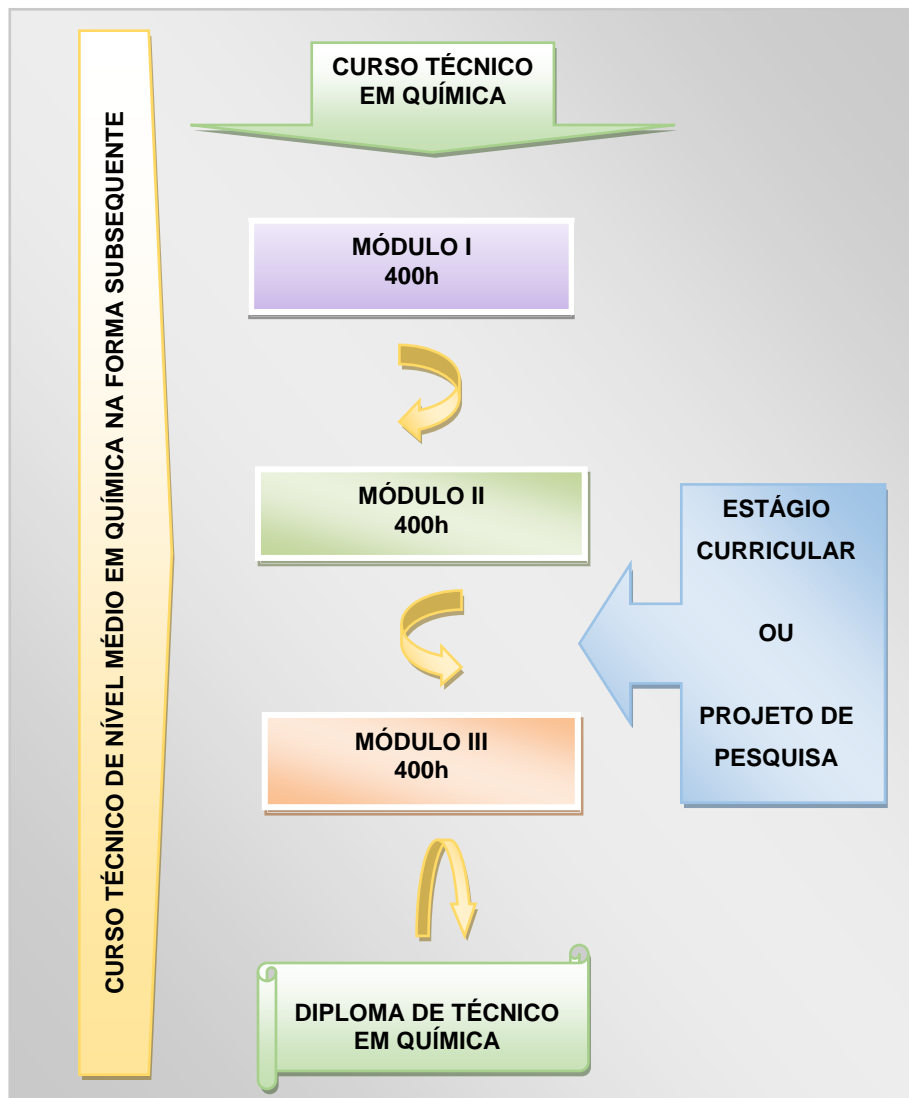 CURSO TÉCNICO DE NÍVEL MÉDIO EM QUÍMICA NA FORMA SUBSEQUENTE
CURSO TÉCNICO
EM QUÍMICA
MÓDULO I
400h
MÓDULO II
400h
ESTÁGIO
CURRICULAR
OU
PROJETO DE
PESQUISA
MÓDULO III
400h
DIPLOMA DE TÉCNICO
EM QUÍMICA